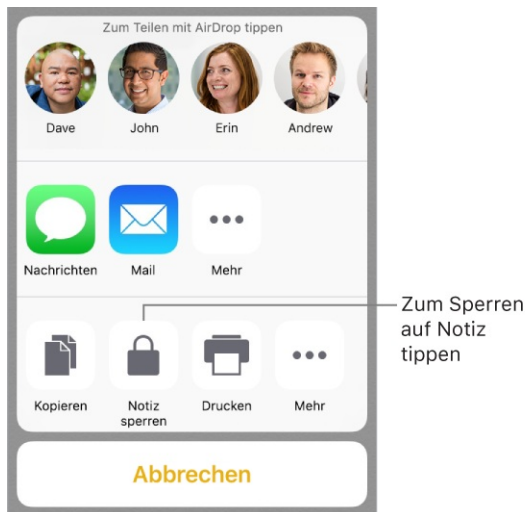 Zum Teilen mit AirDrop tippen
Dave John Erin Andrew
Nachrichten Mail Mehr
Zum Sperren
auf Notiz
tippen
Kopieren Notiz Drucken Mehr
sperren
Abbrechen